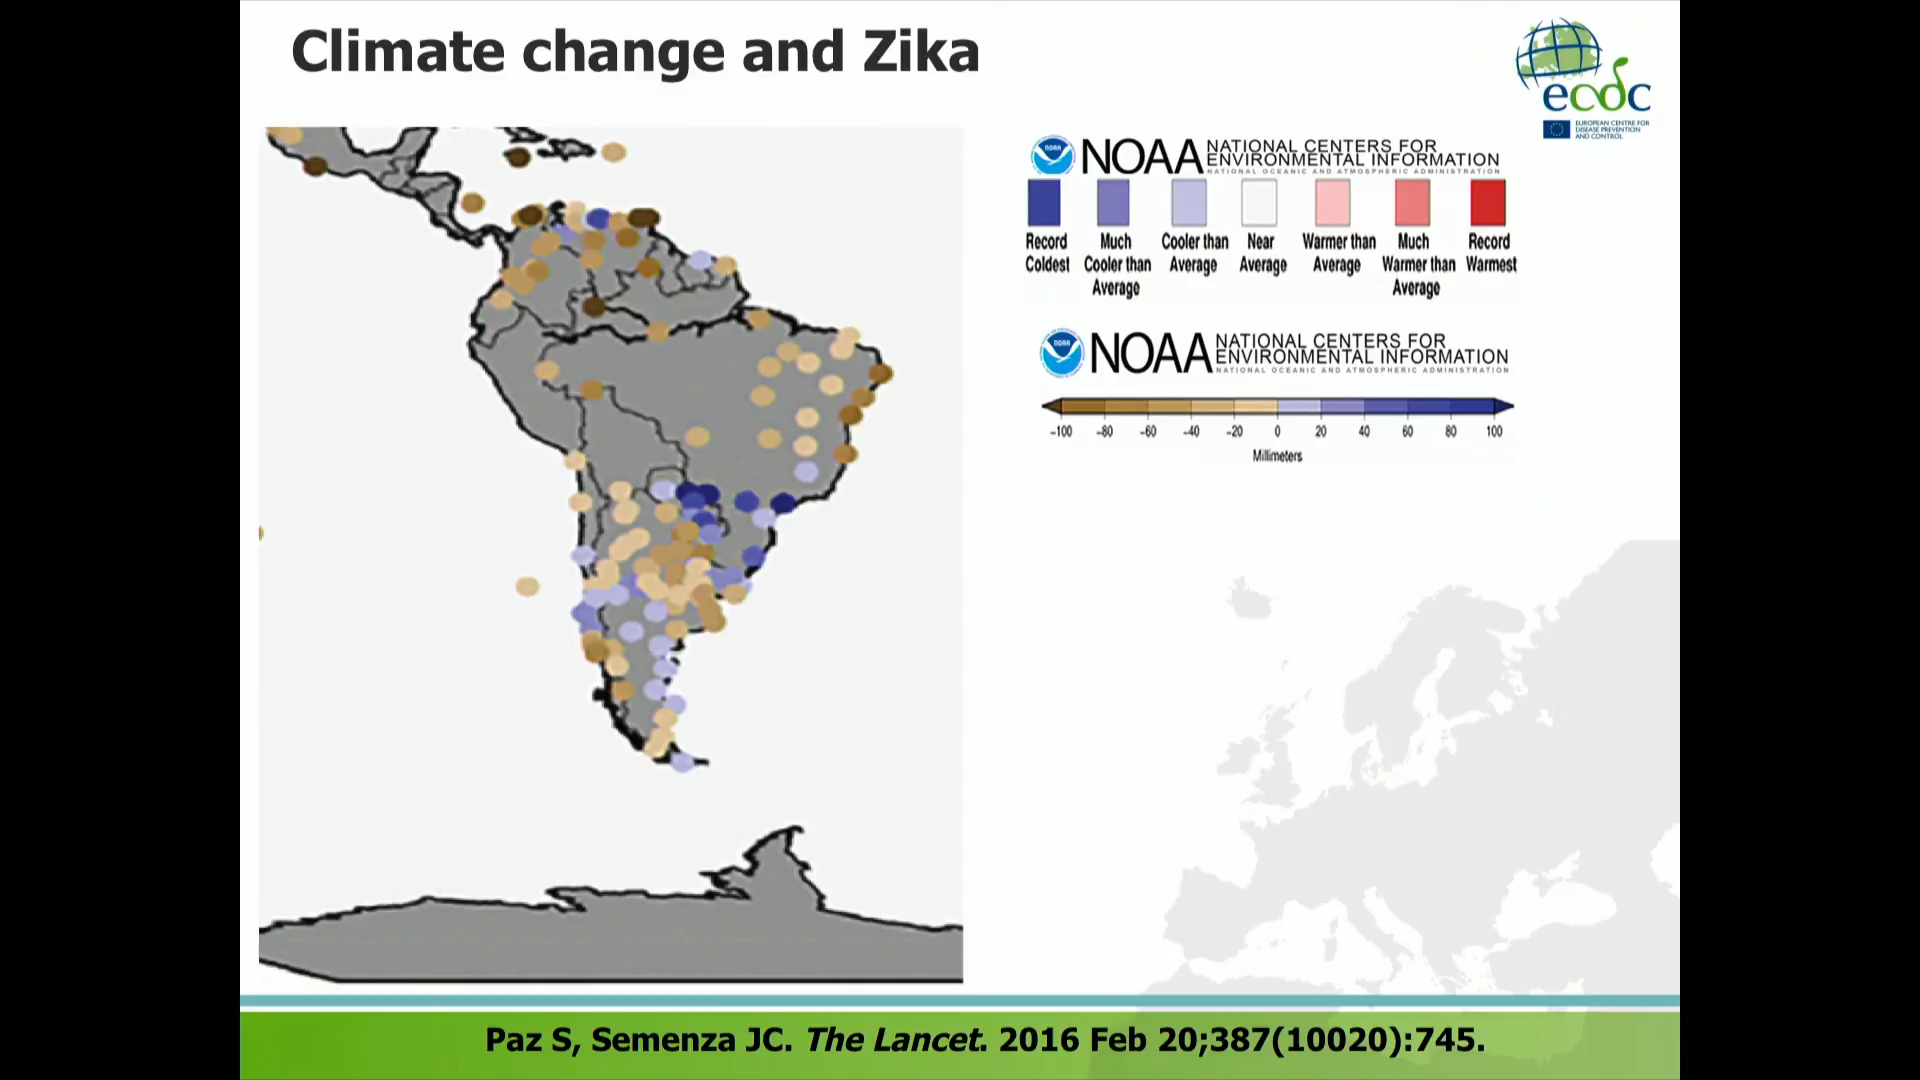 Climate change and Zika
ecdc
EUROPEAN CENTRE FOR
DISEASE PREVENTION
AND CONTROL
NOAA
NATIONAL CENTERS FOR
ENVIRONMENTAL INFORMATION
NATIONAL OCEANIC AND ATMOSPHERIC ADMINISTRATION
Record Coldest
Much Cooler than Average
Cooler than Average
Near Average
Warmer than Average
Much Warmer than Average
Record Warmest
NOAA
NATIONAL CENTERS FOR
ENVIRONMENTAL INFORMATION
NATIONAL OCEANIC AND ATMOSPHERIC ADMINISTRATION
-100 -80 -60 -40 -20 0 20 40 60 80 100
Millimeters
Paz S, Semenza JC. The Lancet. 2016 Feb 20;387(10020):745.